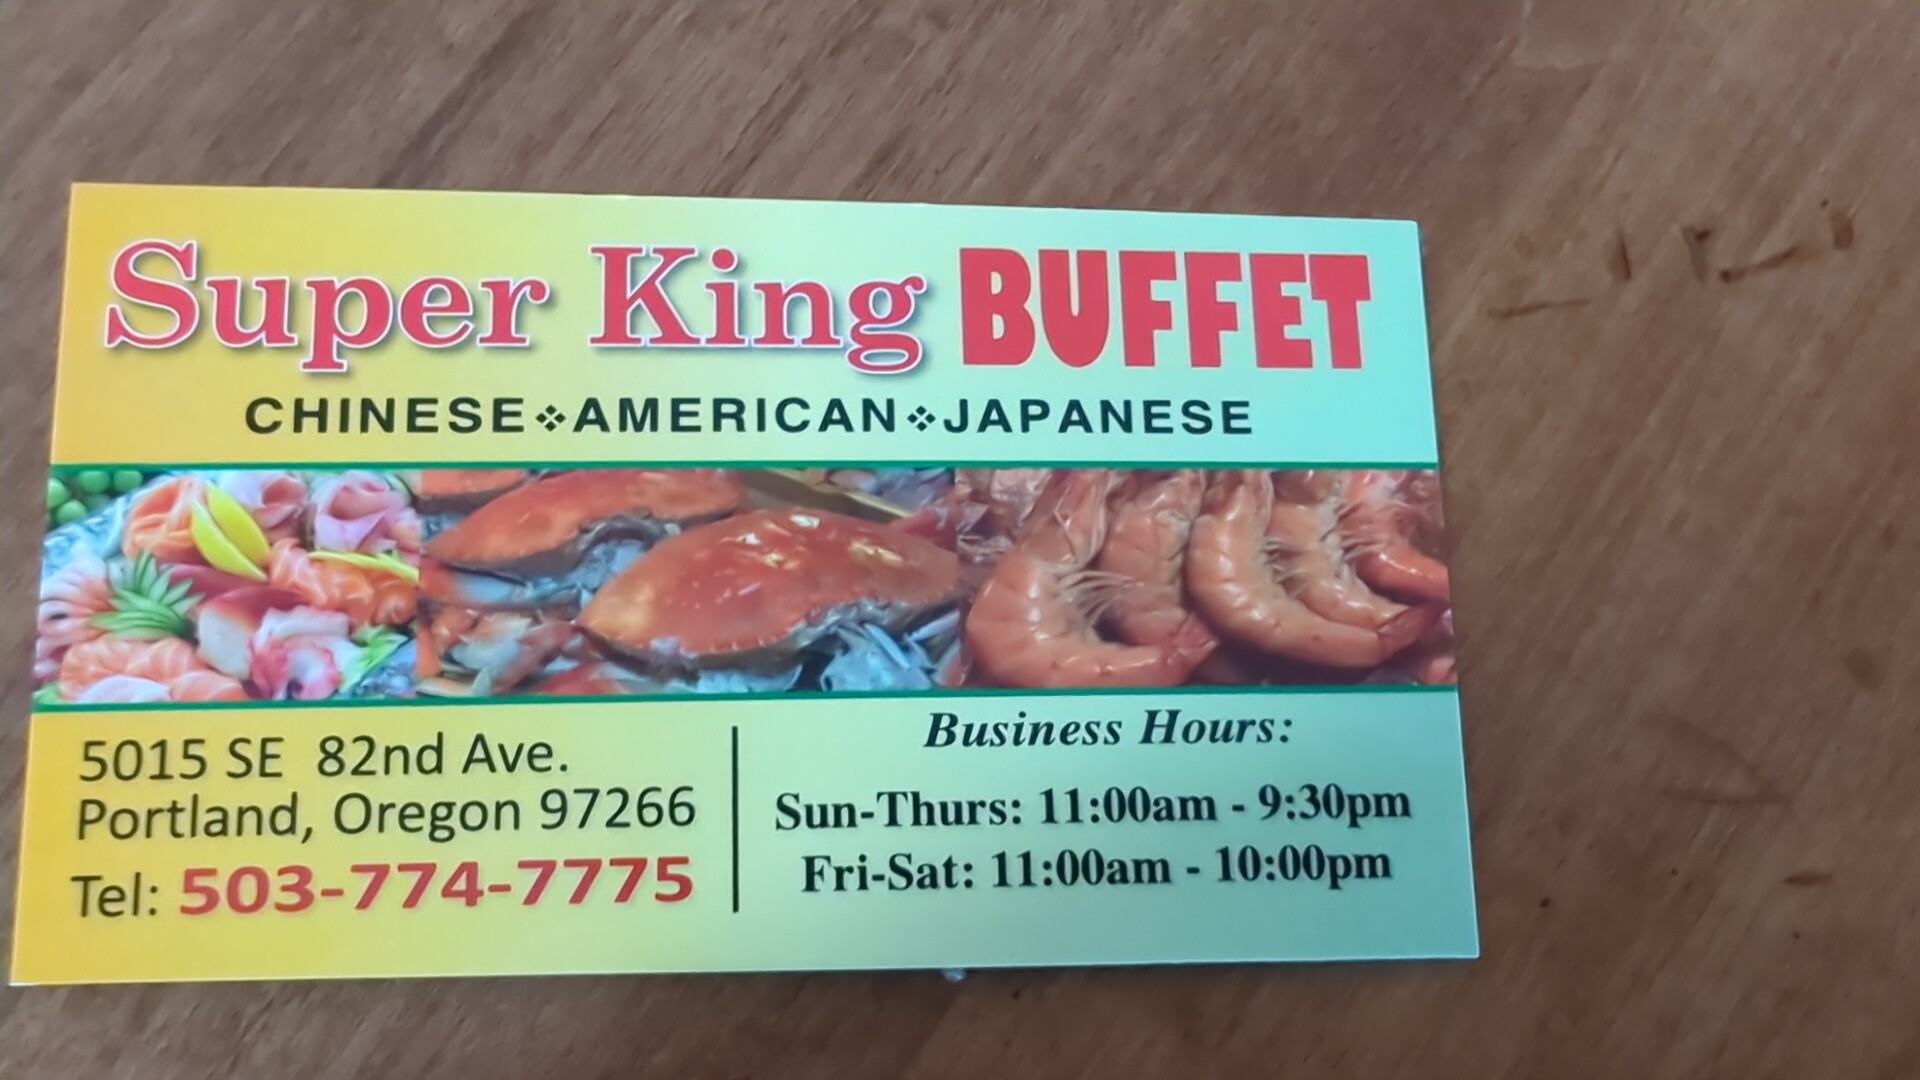 Super King BUFFET
CHINESE❖AMERICAN❖JAPANESE
5015 SE 82nd Ave.
Portland, Oregon 97266
Tel: 503-774-7775
Business Hours:
Sun-Thurs: 11:00am - 9:30pm
Fri-Sat: 11:00am - 10:00pm